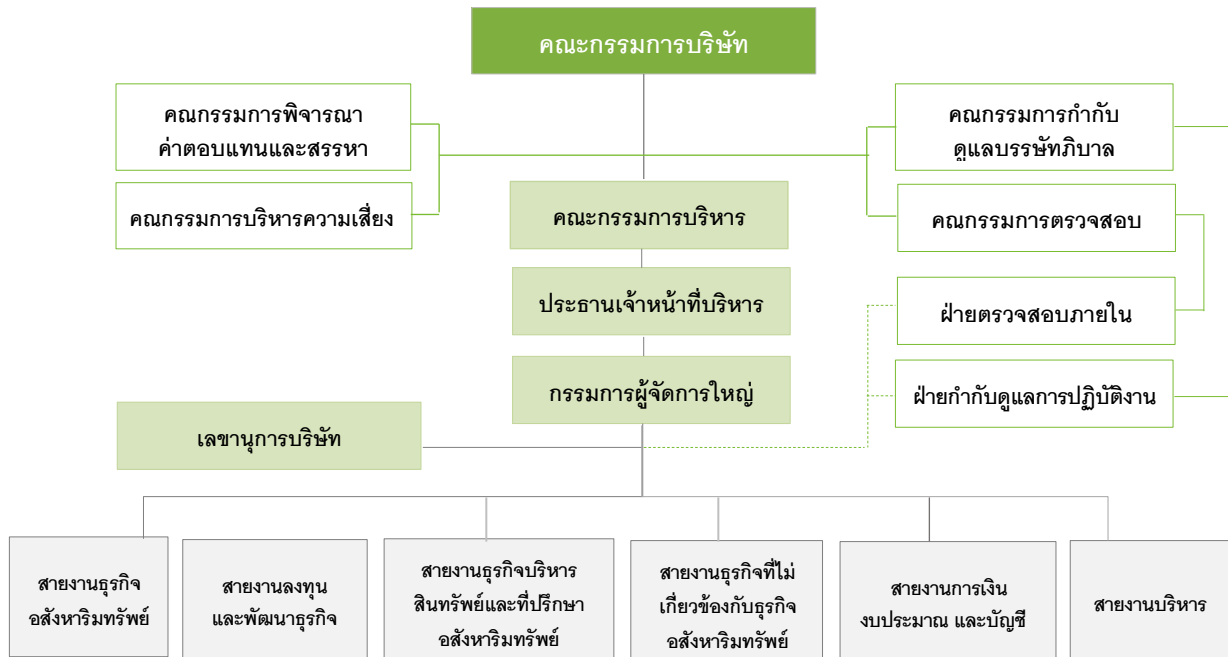 คณะกรรมการบริษัท
คณกรรมการพิจารณา
ค่าตอบแทนและสรรหา
คณกรรมการกำกับ
ดูแลบรรษัทภิบาล
คณกรรมการบริหารความเสี่ยง
คณะกรรมการบริหาร
คณกรรมการตรวจสอบ
ประธานเจ้าหน้าที่บริหาร
ฝ่ายตรวจสอบภายใน
กรรมการผู้จัดการใหญ่
ฝ่ายกำกับดูแลการปฏิบัติงาน
เลขานุการบริษัท
สายงานธุรกิจ
อสังหาริมทรัพย์
สายงานลงทุน
และพัฒนาธุรกิจ
สายงานธุรกิจบริหาร
สินทรัพย์และที่ปรึกษา
อสังหาริมทรัพย์
สายงานธุรกิจที่ไม่
เกี่ยวข้องกับธุรกิจ
อสังหาริมทรัพย์
สายงานการเงิน
งบประมาณ และบัญชี
สายงานบริหาร